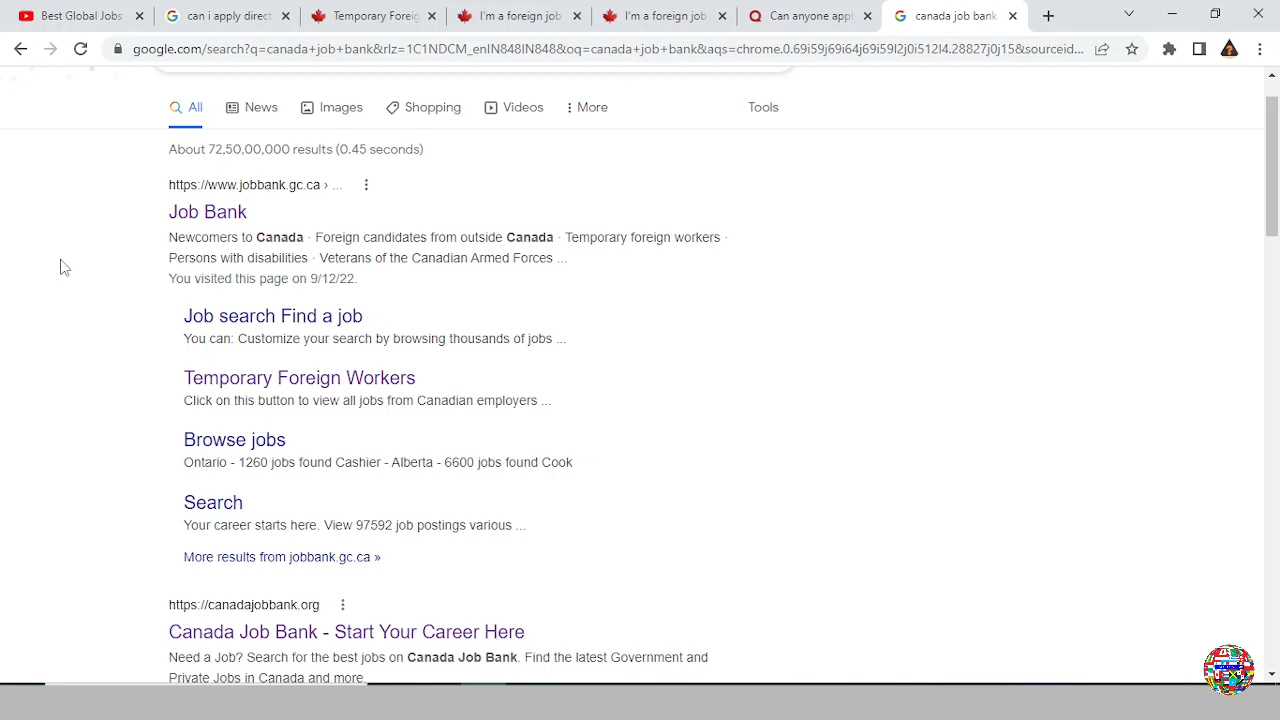 Best Global Jobs
can i apply direct
Temporary Foreig
I'm a foreign job
I'm a foreign job
Can anyone apply
canada job bank
google.com/search?q=canada+job+bank&rlz=1C1NDCM_enIN848IN848&oq=canada+job+bank&aqs=chrome.0.69i59j69i64j69i59l2j0i512l4.28827j0j15&sourceid...
All
News
Images
Shopping
Videos
More
Tools
About 72,50,00,000 results (0.45 seconds)
https://www.jobbank.gc.ca › ...
Job Bank
Newcomers to Canada · Foreign candidates from outside Canada · Temporary foreign workers ·
Persons with disabilities · Veterans of the Canadian Armed Forces ...
You visited this page on 9/12/22.
Job search Find a job
You can: Customize your search by browsing thousands of jobs ...
Temporary Foreign Workers
Click on this button to view all jobs from Canadian employers ...
Browse jobs
Ontario - 1260 jobs found Cashier - Alberta - 6600 jobs found Cook
Search
Your career starts here. View 97592 job postings various ...
More results from jobbank.gc.ca »
https://canadajobbank.org
Canada Job Bank - Start Your Career Here
Need a Job? Search for the best jobs on Canada Job Bank. Find the latest Government and
Private Jobs in Canada and more.